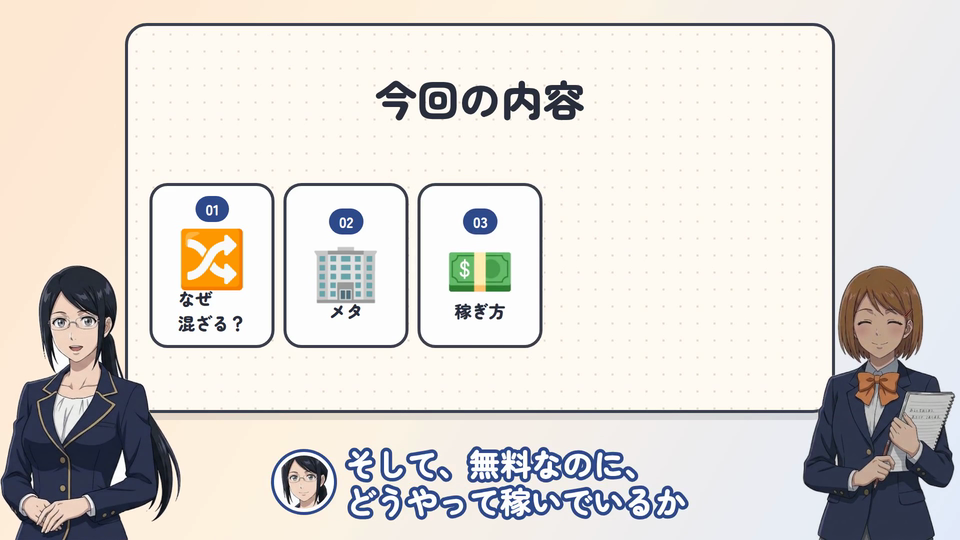 今回の内容
01
なぜ
混ざる？
02
メタ
03
$
稼ぎ方
そして、無料なのに、
どうやって稼いでいるか